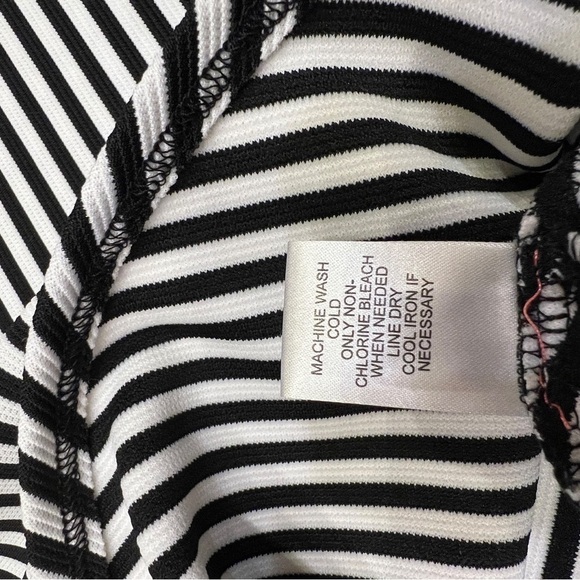 MACHINE WASH
COLD
ONLY NON-
CHLORINE BLEACH
WHEN NEEDED
LINE DRY
COOL IRON IF
NECESSARY